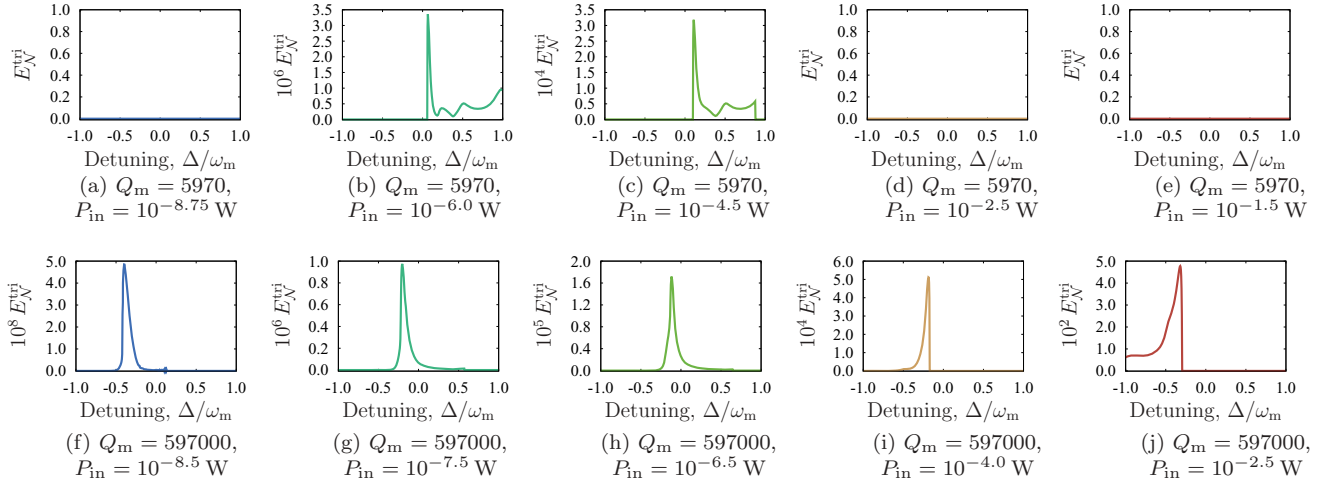 E_N^tri
1.0
0.8
0.6
0.4
0.2
0.0
-1.0 -0.5 0.0 0.5 1.0
Detuning, Δ/ω_m
(a) Q_m = 5970,
P_in = 10^−8.75 W
10^6 E_N^tri
3.5
3.0
2.5
2.0
1.5
1.0
0.5
0.0
-1.0 -0.5 0.0 0.5 1.0
Detuning, Δ/ω_m
(b) Q_m = 5970,
P_in = 10^−6.0 W
10^4 E_N^tri
3.5
3.0
2.5
2.0
1.5
1.0
0.5
0.0
-1.0 -0.5 0.0 0.5 1.0
Detuning, Δ/ω_m
(c) Q_m = 5970,
P_in = 10^−4.5 W
E_N^tri
1.0
0.8
0.6
0.4
0.2
0.0
-1.0 -0.5 0.0 0.5 1.0
Detuning, Δ/ω_m
(d) Q_m = 5970,
P_in = 10^−2.5 W
E_N^tri
1.0
0.8
0.6
0.4
0.2
0.0
-1.0 -0.5 0.0 0.5 1.0
Detuning, Δ/ω_m
(e) Q_m = 5970,
P_in = 10^−1.5 W
10^8 E_N^tri
5.0
4.0
3.0
2.0
1.0
0.0
-1.0 -0.5 0.0 0.5 1.0
Detuning, Δ/ω_m
(f) Q_m = 597000,
P_in = 10^−8.5 W
10^6 E_N^tri
1.0
0.8
0.6
0.4
0.2
0.0
-1.0 -0.5 0.0 0.5 1.0
Detuning, Δ/ω_m
(g) Q_m = 597000,
P_in = 10^−7.5 W
10^5 E_N^tri
2.0
1.6
1.2
0.8
0.4
0.0
-1.0 -0.5 0.0 0.5 1.0
Detuning, Δ/ω_m
(h) Q_m = 597000,
P_in = 10^−6.5 W
10^4 E_N^tri
6.0
5.0
4.0
3.0
2.0
1.0
0.0
-1.0 -0.5 0.0 0.5 1.0
Detuning, Δ/ω_m
(i) Q_m = 597000,
P_in = 10^−4.0 W
10^2 E_N^tri
5.0
4.0
3.0
2.0
1.0
0.0
-1.0 -0.5 0.0 0.5 1.0
Detuning, Δ/ω_m
(j) Q_m = 597000,
P_in = 10^−2.5 W